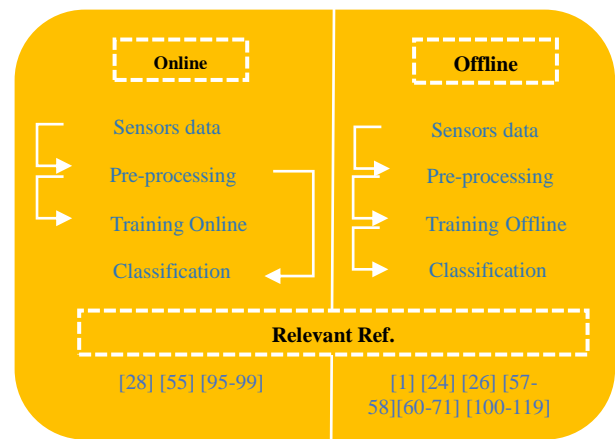 Online
Sensors data
Pre-processing
Training Online
Classification
Offline
Sensors data
Pre-processing
Training Offline
Classification
Relevant Ref.
[28] [55] [95-99]
[1] [24] [26] [57-
58][60-71] [100-119]